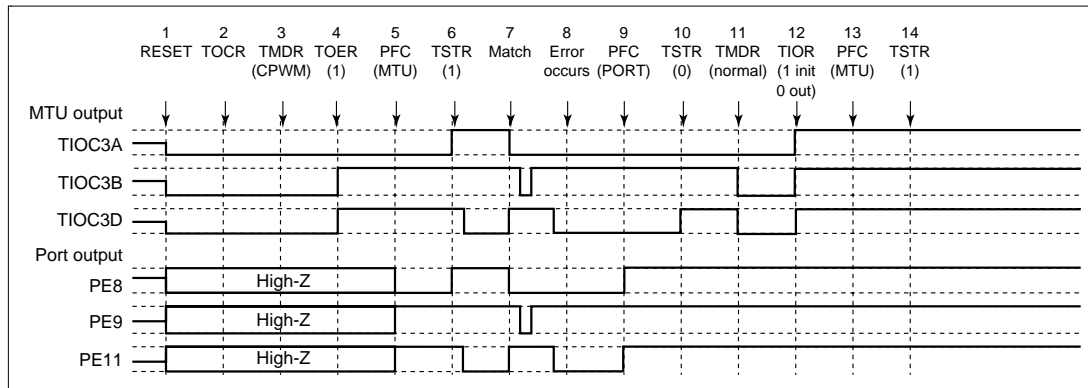 1 2 3 4 5 6 7 8 9 10 11 12 13 14
RESET TOCR TMDR TOER PFC TSTR Match Error PFC TSTR TMDR TIOR PFC TSTR
(CPWM) (1) (MTU) (1) occurs (PORT) (0) (normal) (1 init (MTU) (1)
0 out)
MTU output
TIOC3A
TIOC3B
TIOC3D
Port output
PE8 High-Z
PE9 High-Z
PE11 High-Z